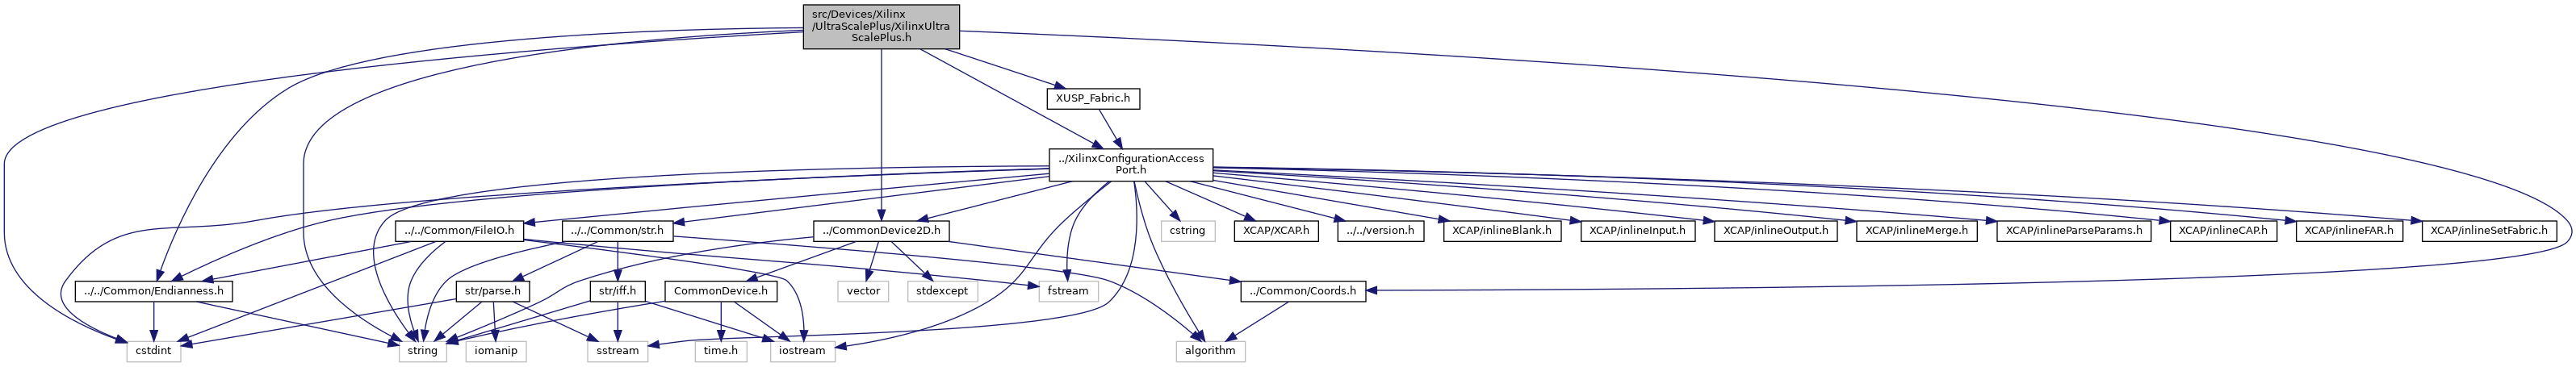 src/Devices/Xilinx
/UltraScalePlus/XilinxUltra
ScalePlus.h
XUSP_Fabric.h
../XilinxConfigurationAccess
Port.h
../../Common/FileIO.h
../../Common/str.h
../CommonDevice2D.h
cstring
XCAP/XCAP.h
../../version.h
XCAP/inlineBlank.h
XCAP/inlineInput.h
XCAP/inlineOutput.h
XCAP/inlineMerge.h
XCAP/inlineParseParams.h
XCAP/inlineCAP.h
XCAP/inlineFAR.h
XCAP/inlineSetFabric.h
../../Common/Endianness.h
str/parse.h
str/iff.h
CommonDevice.h
vector
stdexcept
fstream
../Common/Coords.h
cstdint
string
iomanip
sstream
time.h
iostream
algorithm